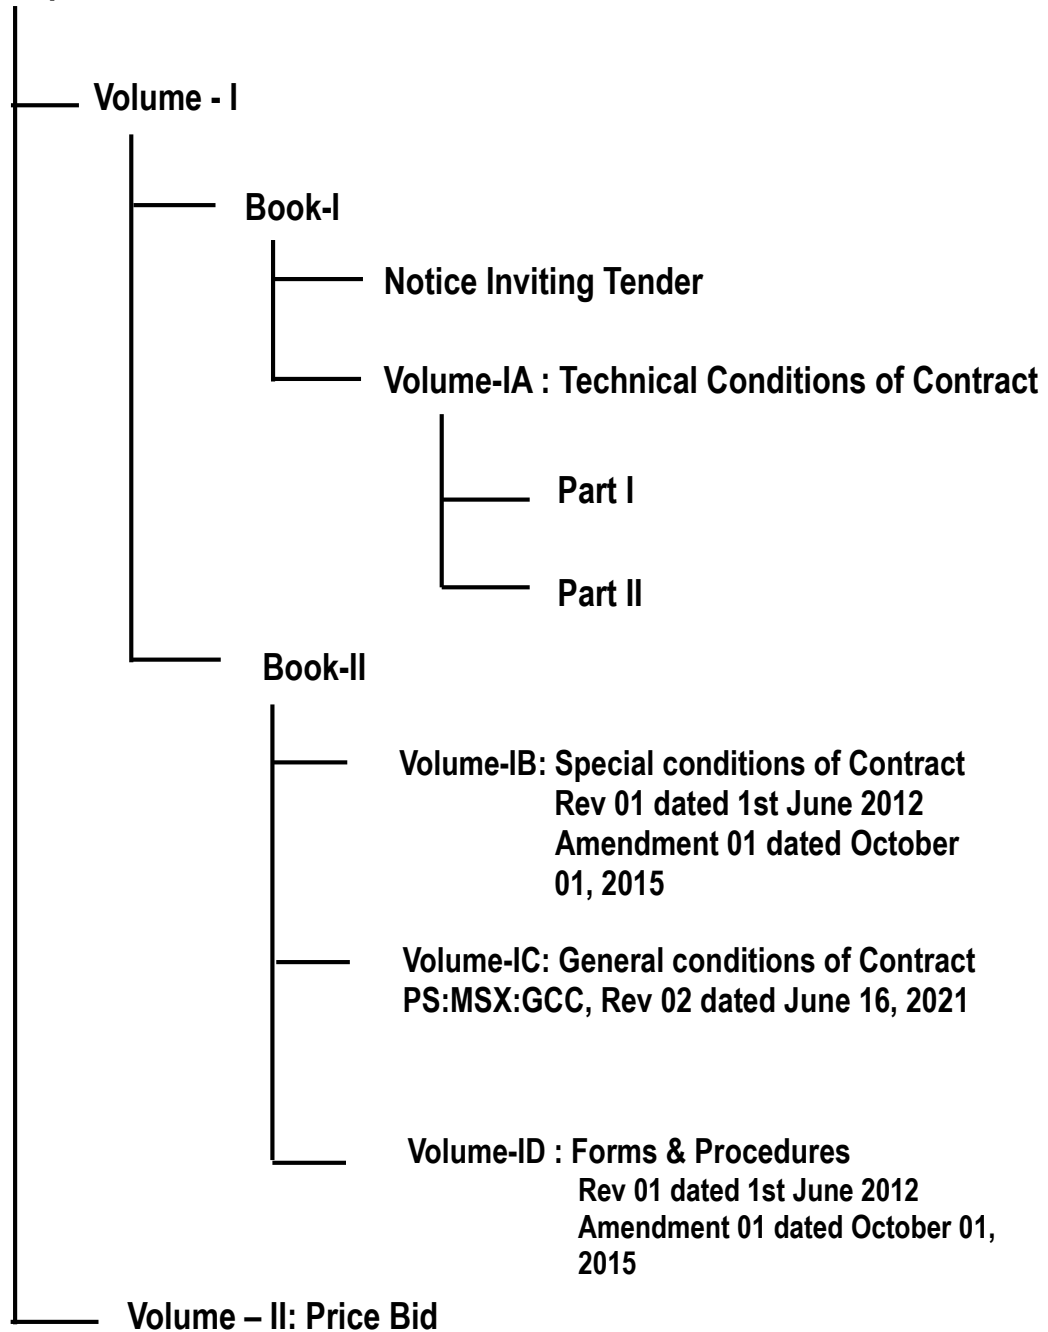 Volume - I
Book-I
Notice Inviting Tender
Volume-IA : Technical Conditions of Contract
Part I
Part II
Book-II
Volume-IB: Special conditions of Contract
Rev 01 dated 1st June 2012
Amendment 01 dated October
01, 2015
Volume-IC: General conditions of Contract
PS:MSX:GCC, Rev 02 dated June 16, 2021
Volume-ID : Forms & Procedures
Rev 01 dated 1st June 2012
Amendment 01 dated October 01,
2015
Volume – II: Price Bid